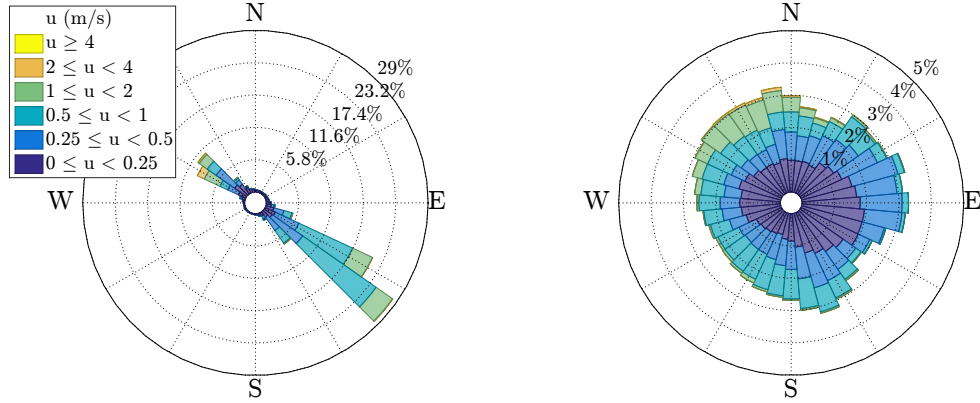 u (m/s)
u ≥ 4
2 ≤ u < 4
1 ≤ u < 2
0.5 ≤ u < 1
0.25 ≤ u < 0.5
0 ≤ u < 0.25
N
29%
23.2%
17.4%
11.6%
5.8%
W
E
S
N
5%
4%
3%
2%
1%
W
E
S